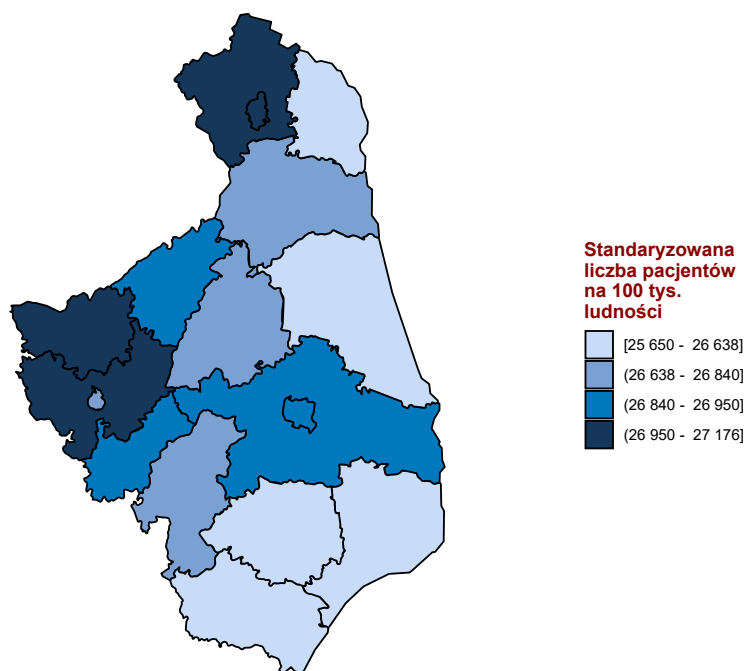 Standaryzowana
liczba pacjentów
na 100 tys.
ludności
[25 650 - 26 638]
(26 638 - 26 840]
(26 840 - 26 950]
(26 950 - 27 176]